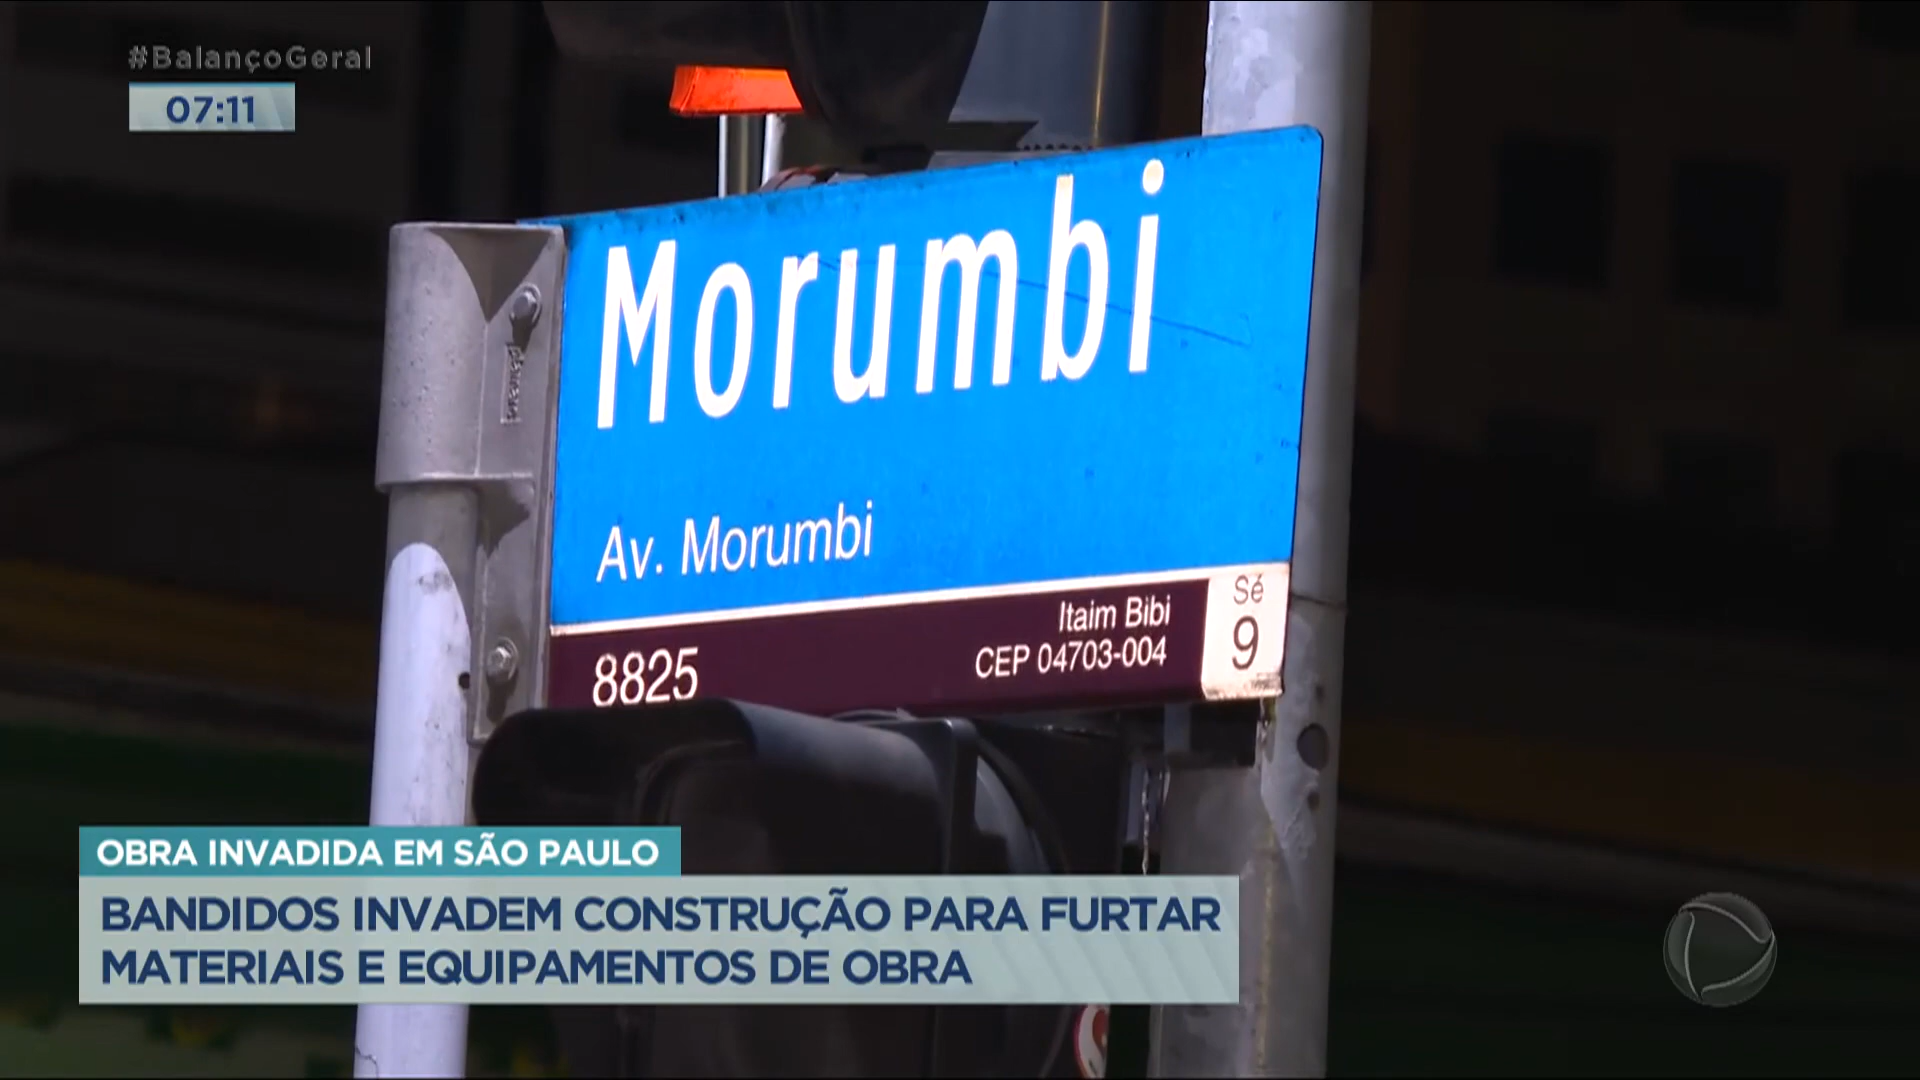 #BalançoGeral
07:11
Morumbi
Av. Morumbi
8825
Itaim Bibi
CEP 04703-004
Sé
9
OBRA INVADIDA EM SÃO PAULO
BANDIDOS INVADEM CONSTRUÇÃO PARA FURTAR
MATERIAIS E EQUIPAMENTOS DE OBRA